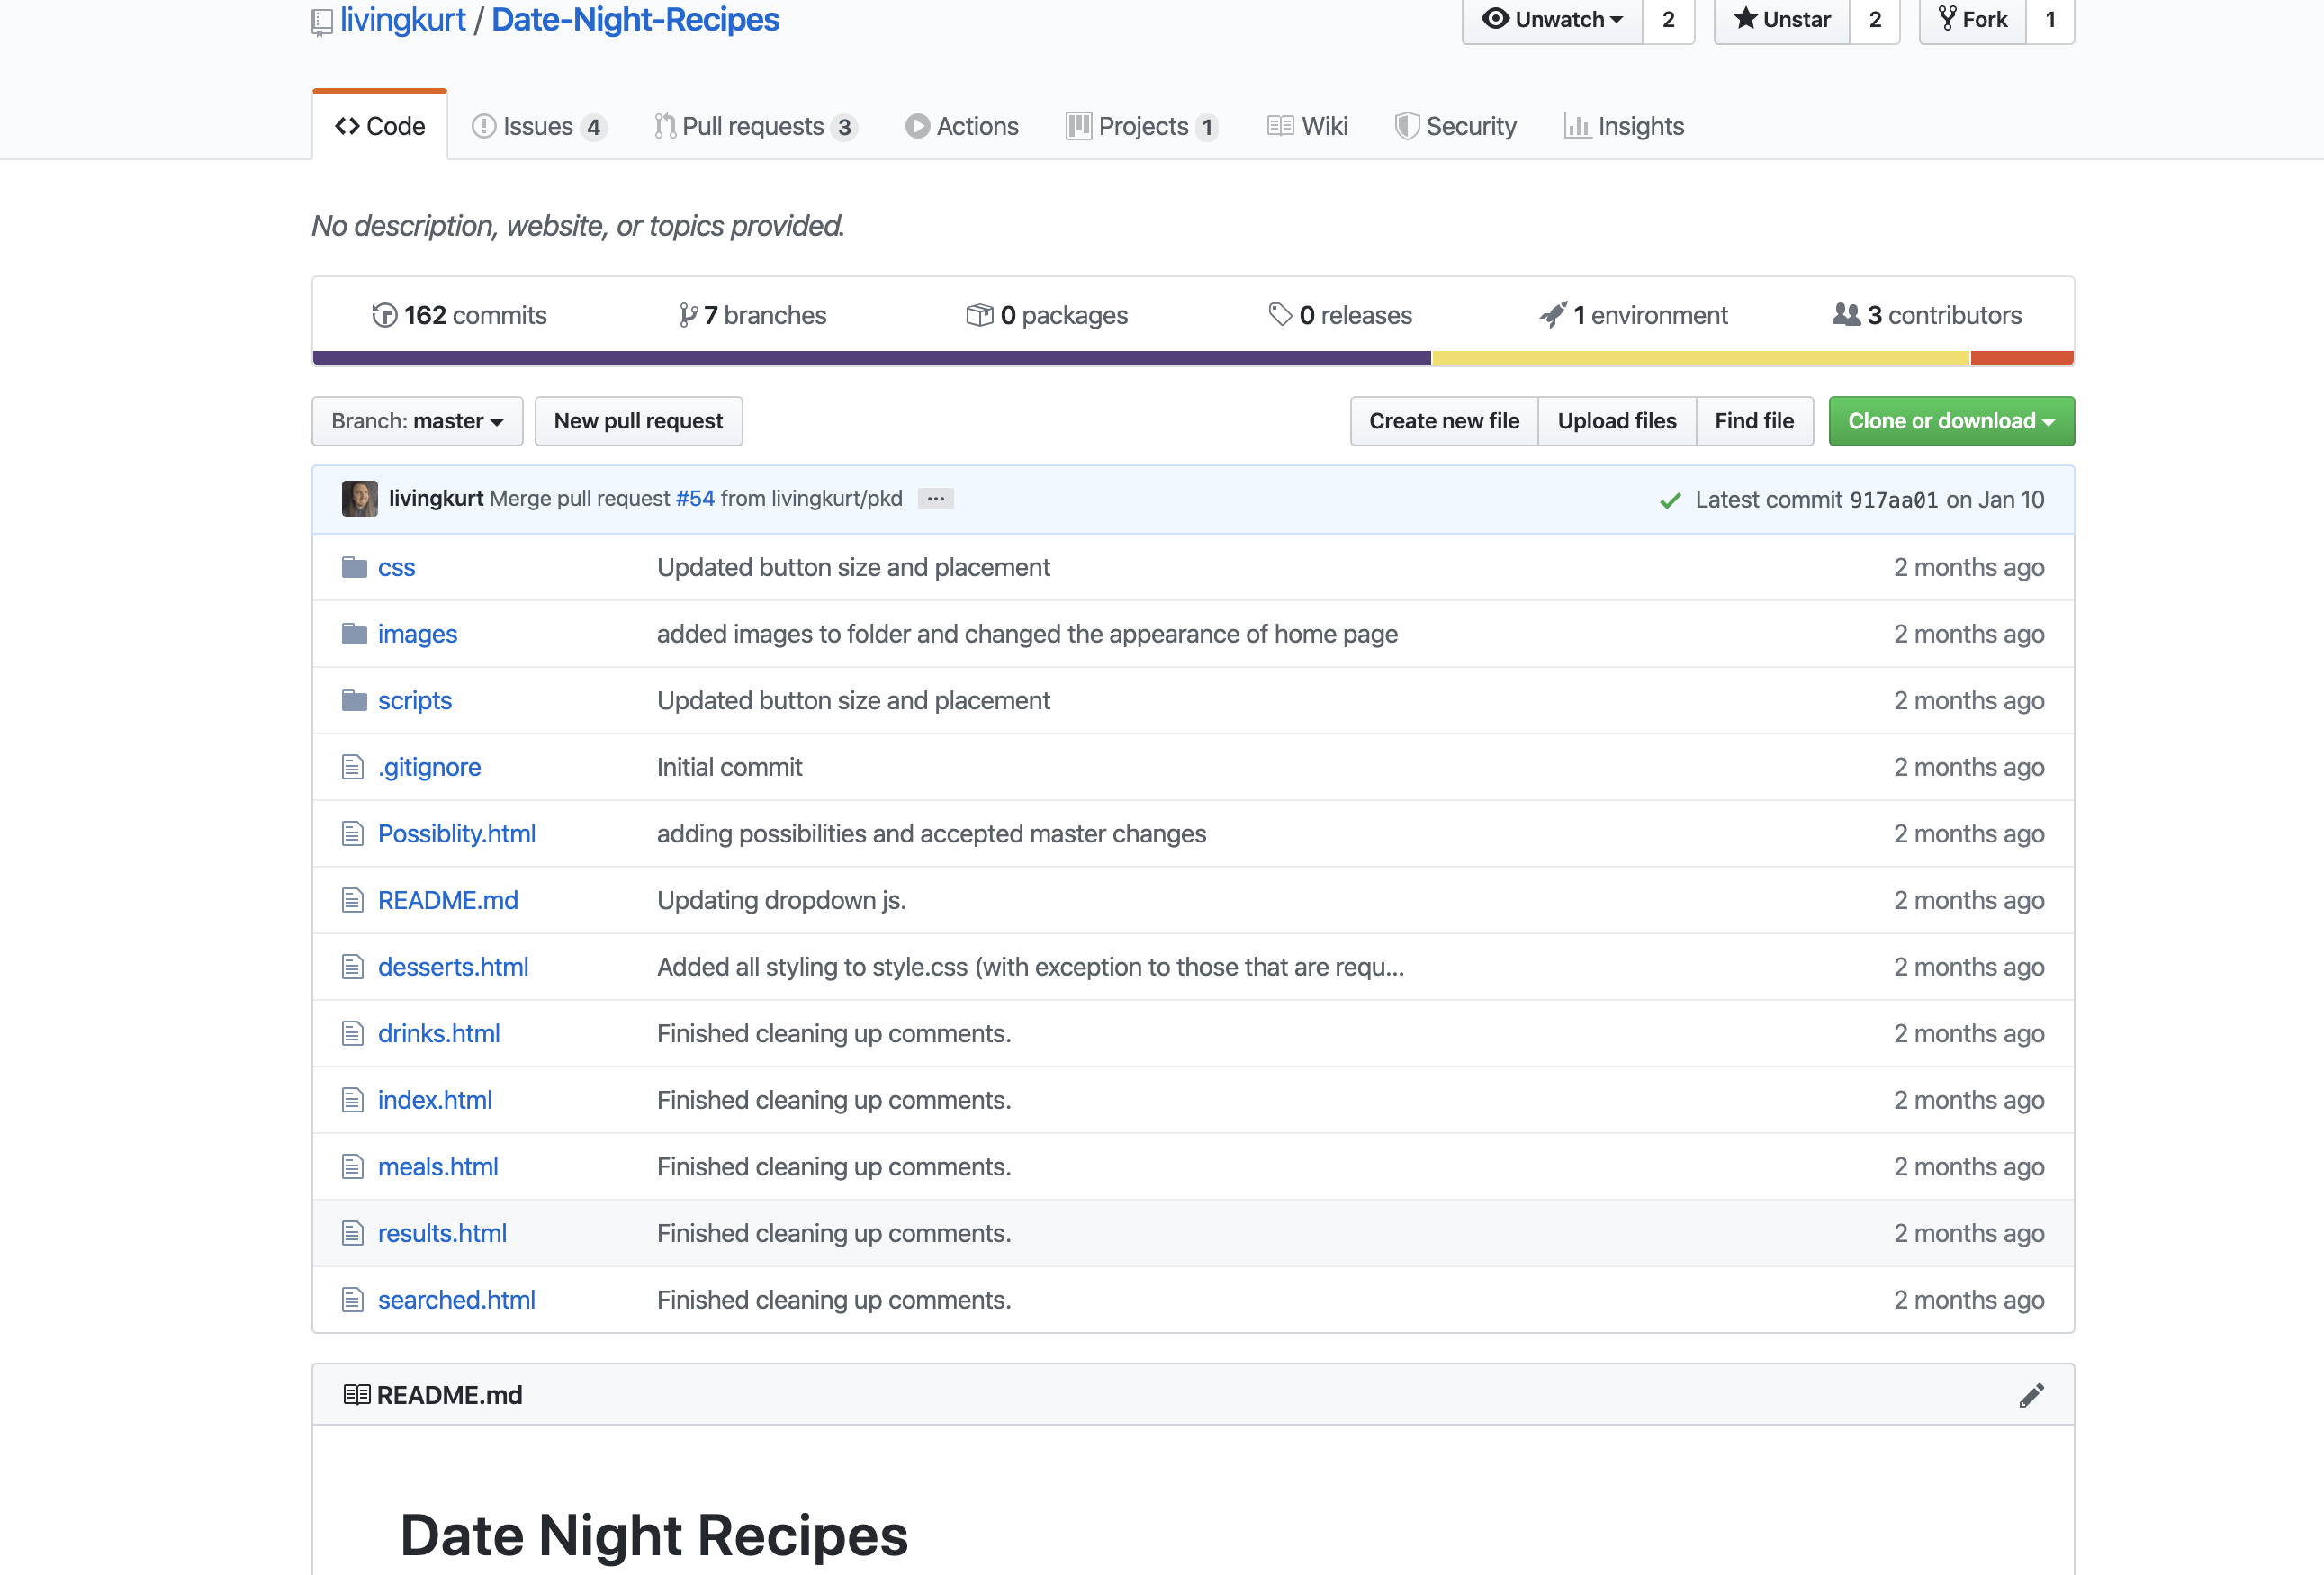 livingkurt / Date-Night-Recipes Unwatch 2 Unstar 2 Fork 1
Code Issues 4 Pull requests 3 Actions Projects 1 Wiki Security Insights
No description, website, or topics provided.
162 commits 7 branches 0 packages 0 releases 1 environment 3 contributors
Branch: master New pull request Create new file Upload files Find file Clone or download
livingkurt Merge pull request #54 from livingkurt/pkd ... Latest commit 917aa01 on Jan 10
css Updated button size and placement 2 months ago
images added images to folder and changed the appearance of home page 2 months ago
scripts Updated button size and placement 2 months ago
.gitignore Initial commit 2 months ago
Possiblity.html adding possibilities and accepted master changes 2 months ago
README.md Updating dropdown js. 2 months ago
desserts.html Added all styling to style.css (with exception to those that are requ... 2 months ago
drinks.html Finished cleaning up comments. 2 months ago
index.html Finished cleaning up comments. 2 months ago
meals.html Finished cleaning up comments. 2 months ago
results.html Finished cleaning up comments. 2 months ago
searched.html Finished cleaning up comments. 2 months ago
README.md
Date Night Recipes